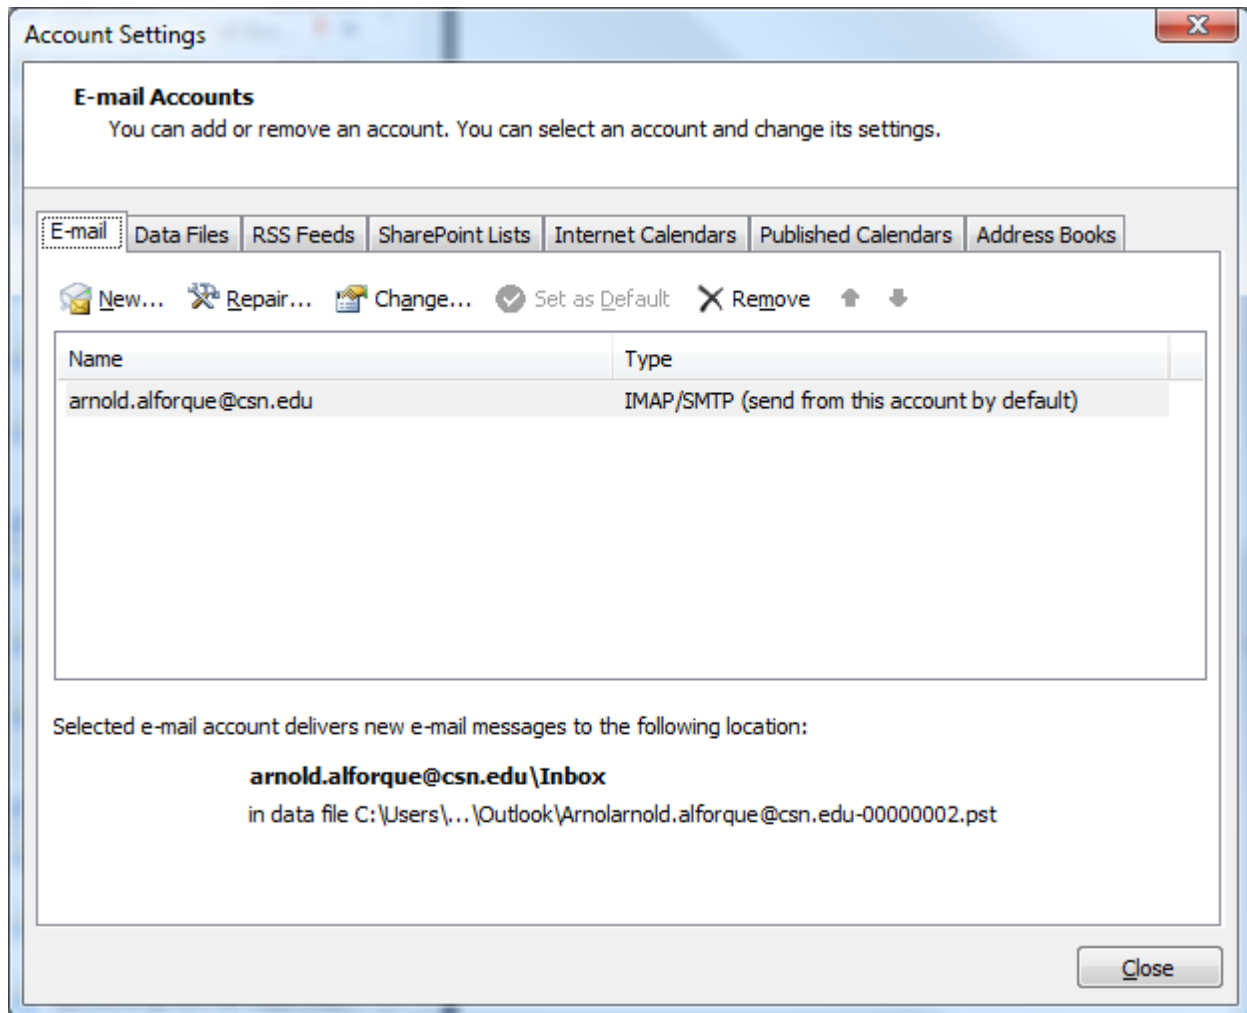 Account Settings
E-mail Accounts
You can add or remove an account. You can select an account and change its settings.
E-mail Data Files RSS Feeds SharePoint Lists Internet Calendars Published Calendars Address Books
New... Repair... Change... Set as Default Remove
Name Type
arnold.alforque@csn.edu IMAP/SMTP (send from this account by default)
Selected e-mail account delivers new e-mail messages to the following location:
arnold.alforque@csn.edu\Inbox
in data file C:\Users\...\Outlook\Arnolarnold.alforque@csn.edu-00000002.pst
Close